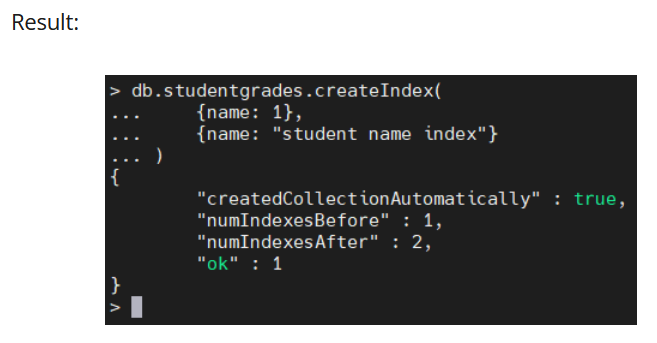 Result:
> db.studentgrades.createIndex(
...     {name: 1},
...     {name: "student name index"}
... )
{
        "createdCollectionAutomatically" : true,
        "numIndexesBefore" : 1,
        "numIndexesAfter" : 2,
        "ok" : 1
}
>